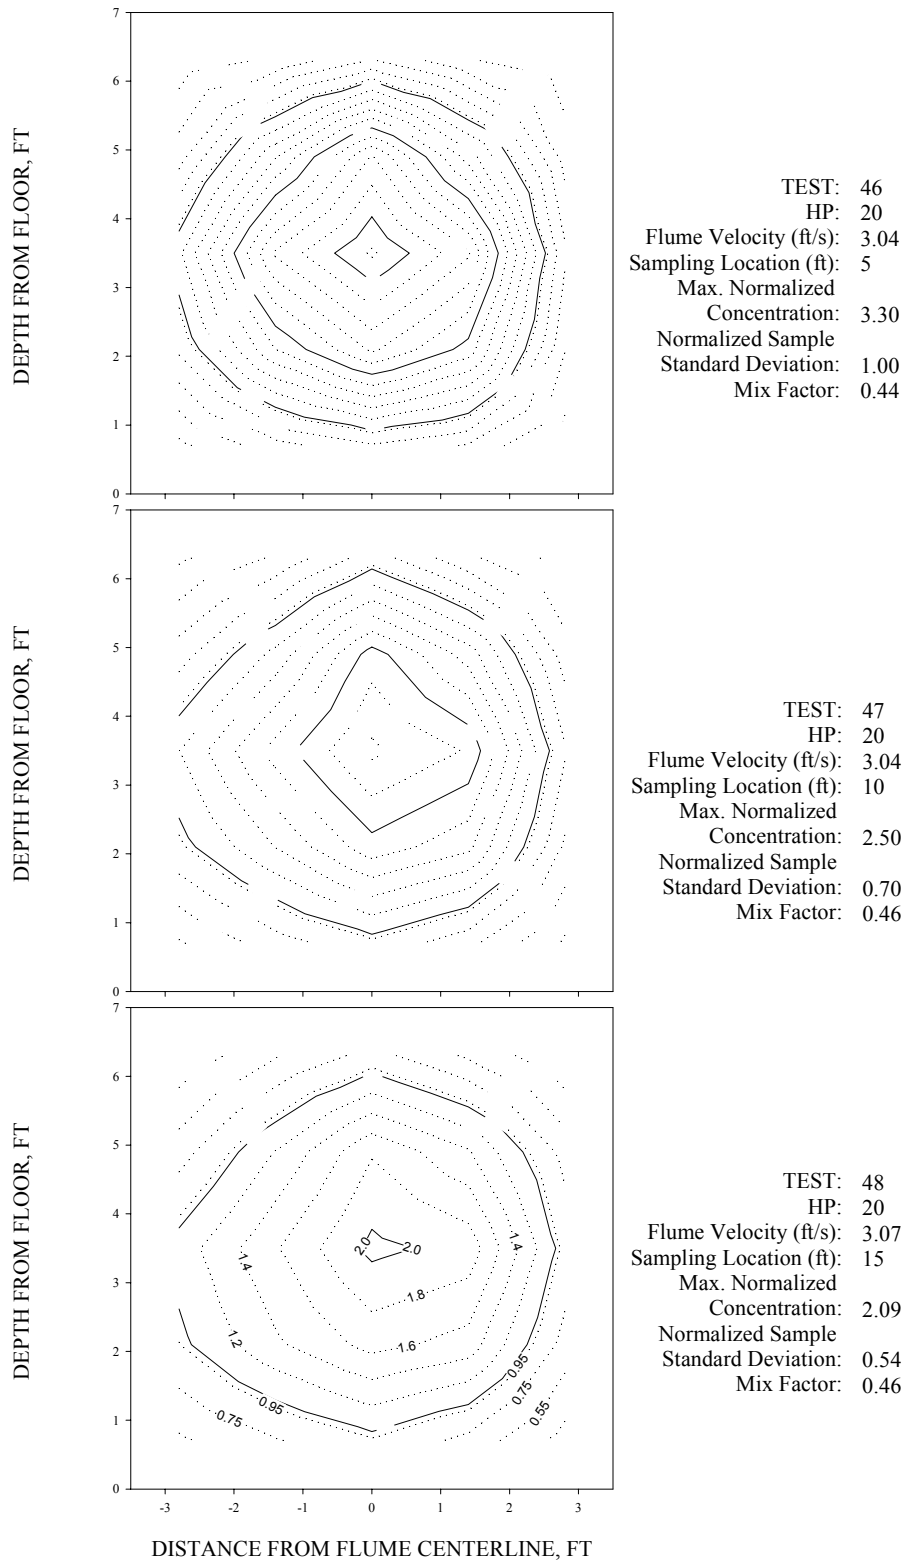 7
6
5
4
3
2
1
0
DEPTH FROM FLOOR, FT
TEST: 46
HP: 20
Flume Velocity (ft/s): 3.04
Sampling Location (ft): 5
Max. Normalized
Concentration: 3.30
Normalized Sample
Standard Deviation: 1.00
Mix Factor: 0.44
7
6
5
4
3
2
1
0
DEPTH FROM FLOOR, FT
TEST: 47
HP: 20
Flume Velocity (ft/s): 3.04
Sampling Location (ft): 10
Max. Normalized
Concentration: 2.50
Normalized Sample
Standard Deviation: 0.70
Mix Factor: 0.46
7
6
5
4
3
2
1
0
DEPTH FROM FLOOR, FT
2.0
2.0
1.4
1.4
1.8
1.2
1.6
0.95
0.95
0.75
0.75
0.55
TEST: 48
HP: 20
Flume Velocity (ft/s): 3.07
Sampling Location (ft): 15
Max. Normalized
Concentration: 2.09
Normalized Sample
Standard Deviation: 0.54
Mix Factor: 0.46
-3 -2 -1 0 1 2 3
DISTANCE FROM FLUME CENTERLINE, FT